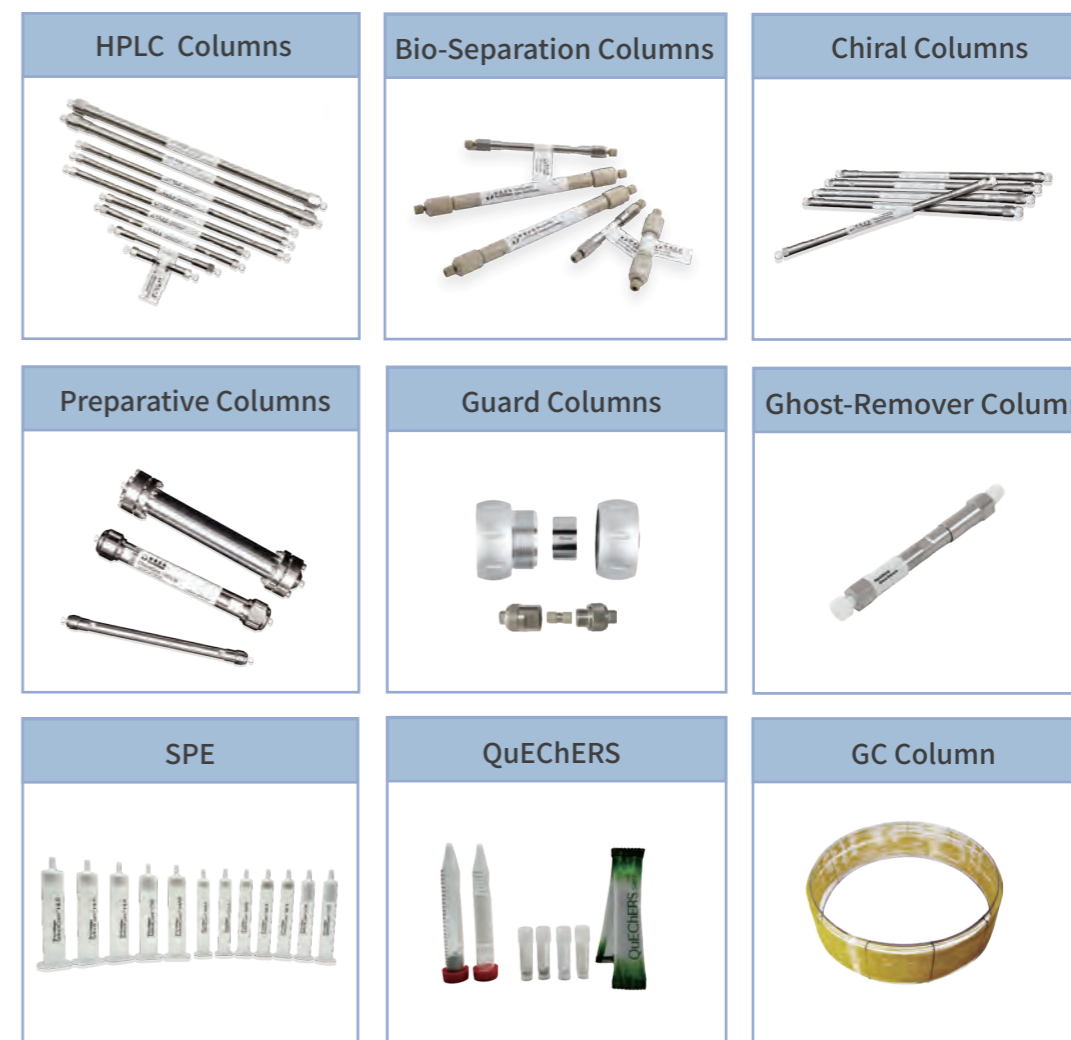 HPLC Columns
Bio-Separation Columns
Chiral Columns
Preparative Columns
Guard Columns
Ghost-Remover Colum
SPE
QuEChERS
GC Column
QuEChERS